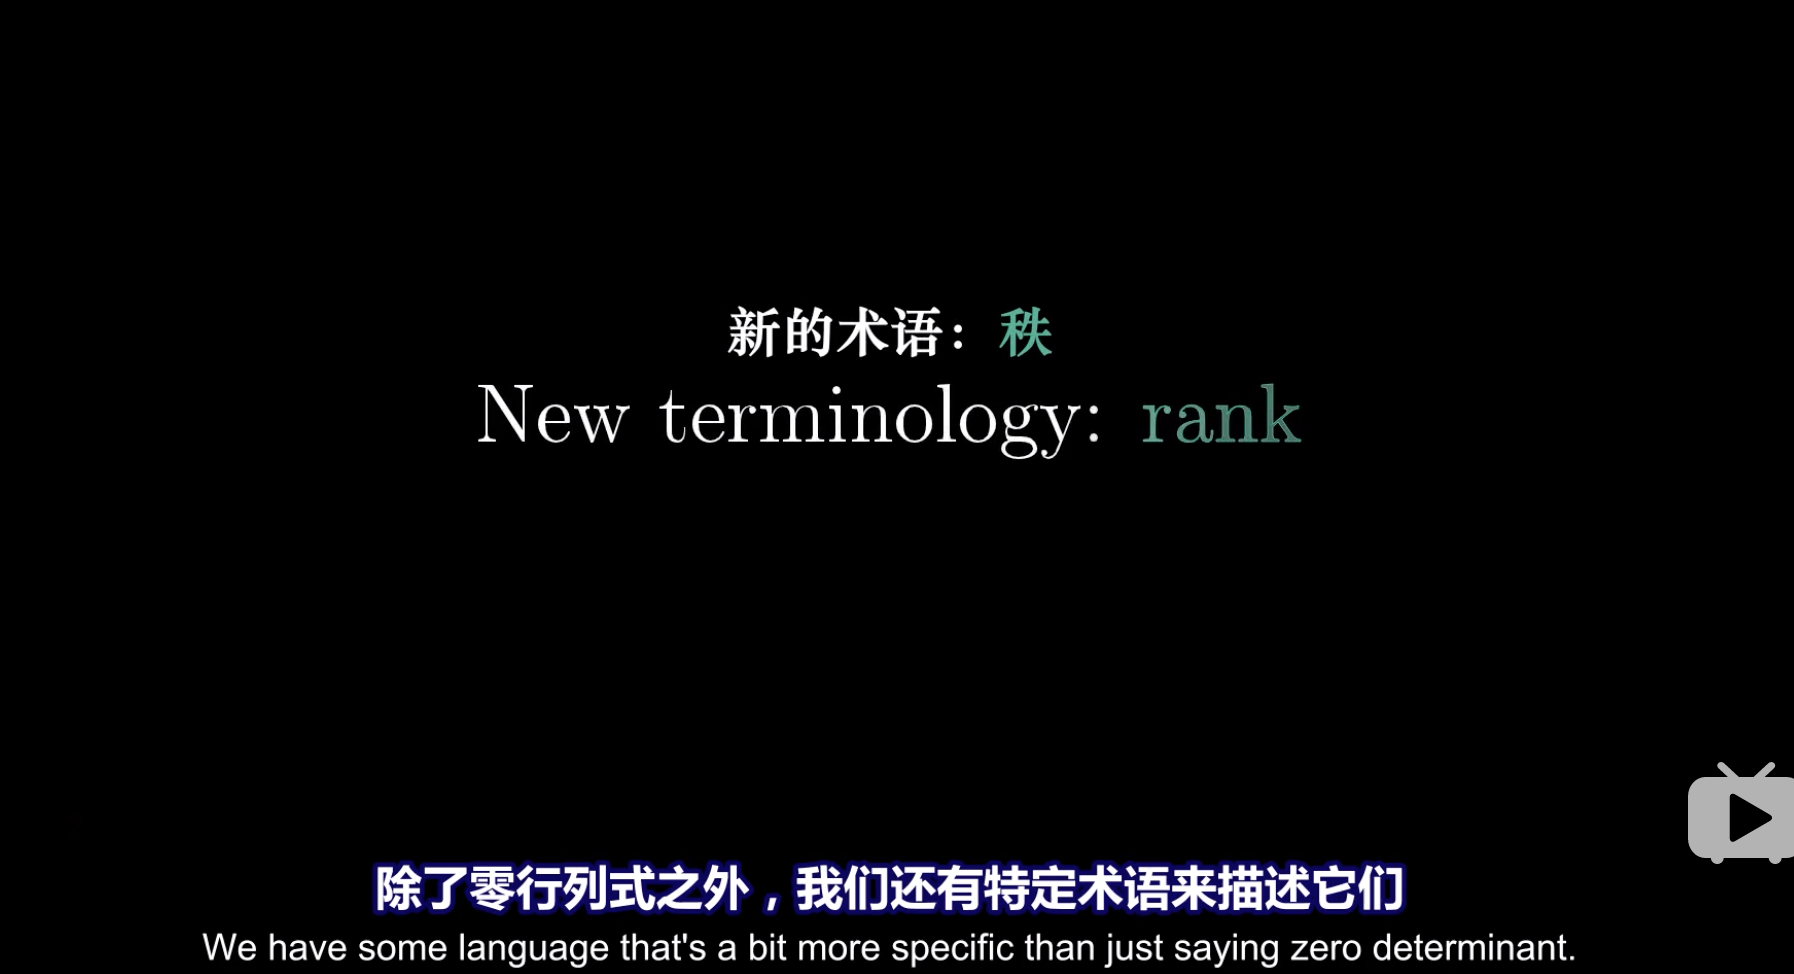 新的术语：秩
New terminology: rank
除了零行列式之外，我们还有特定术语来描述它们
We have some language that's a bit more specific than just saying zero determinant.